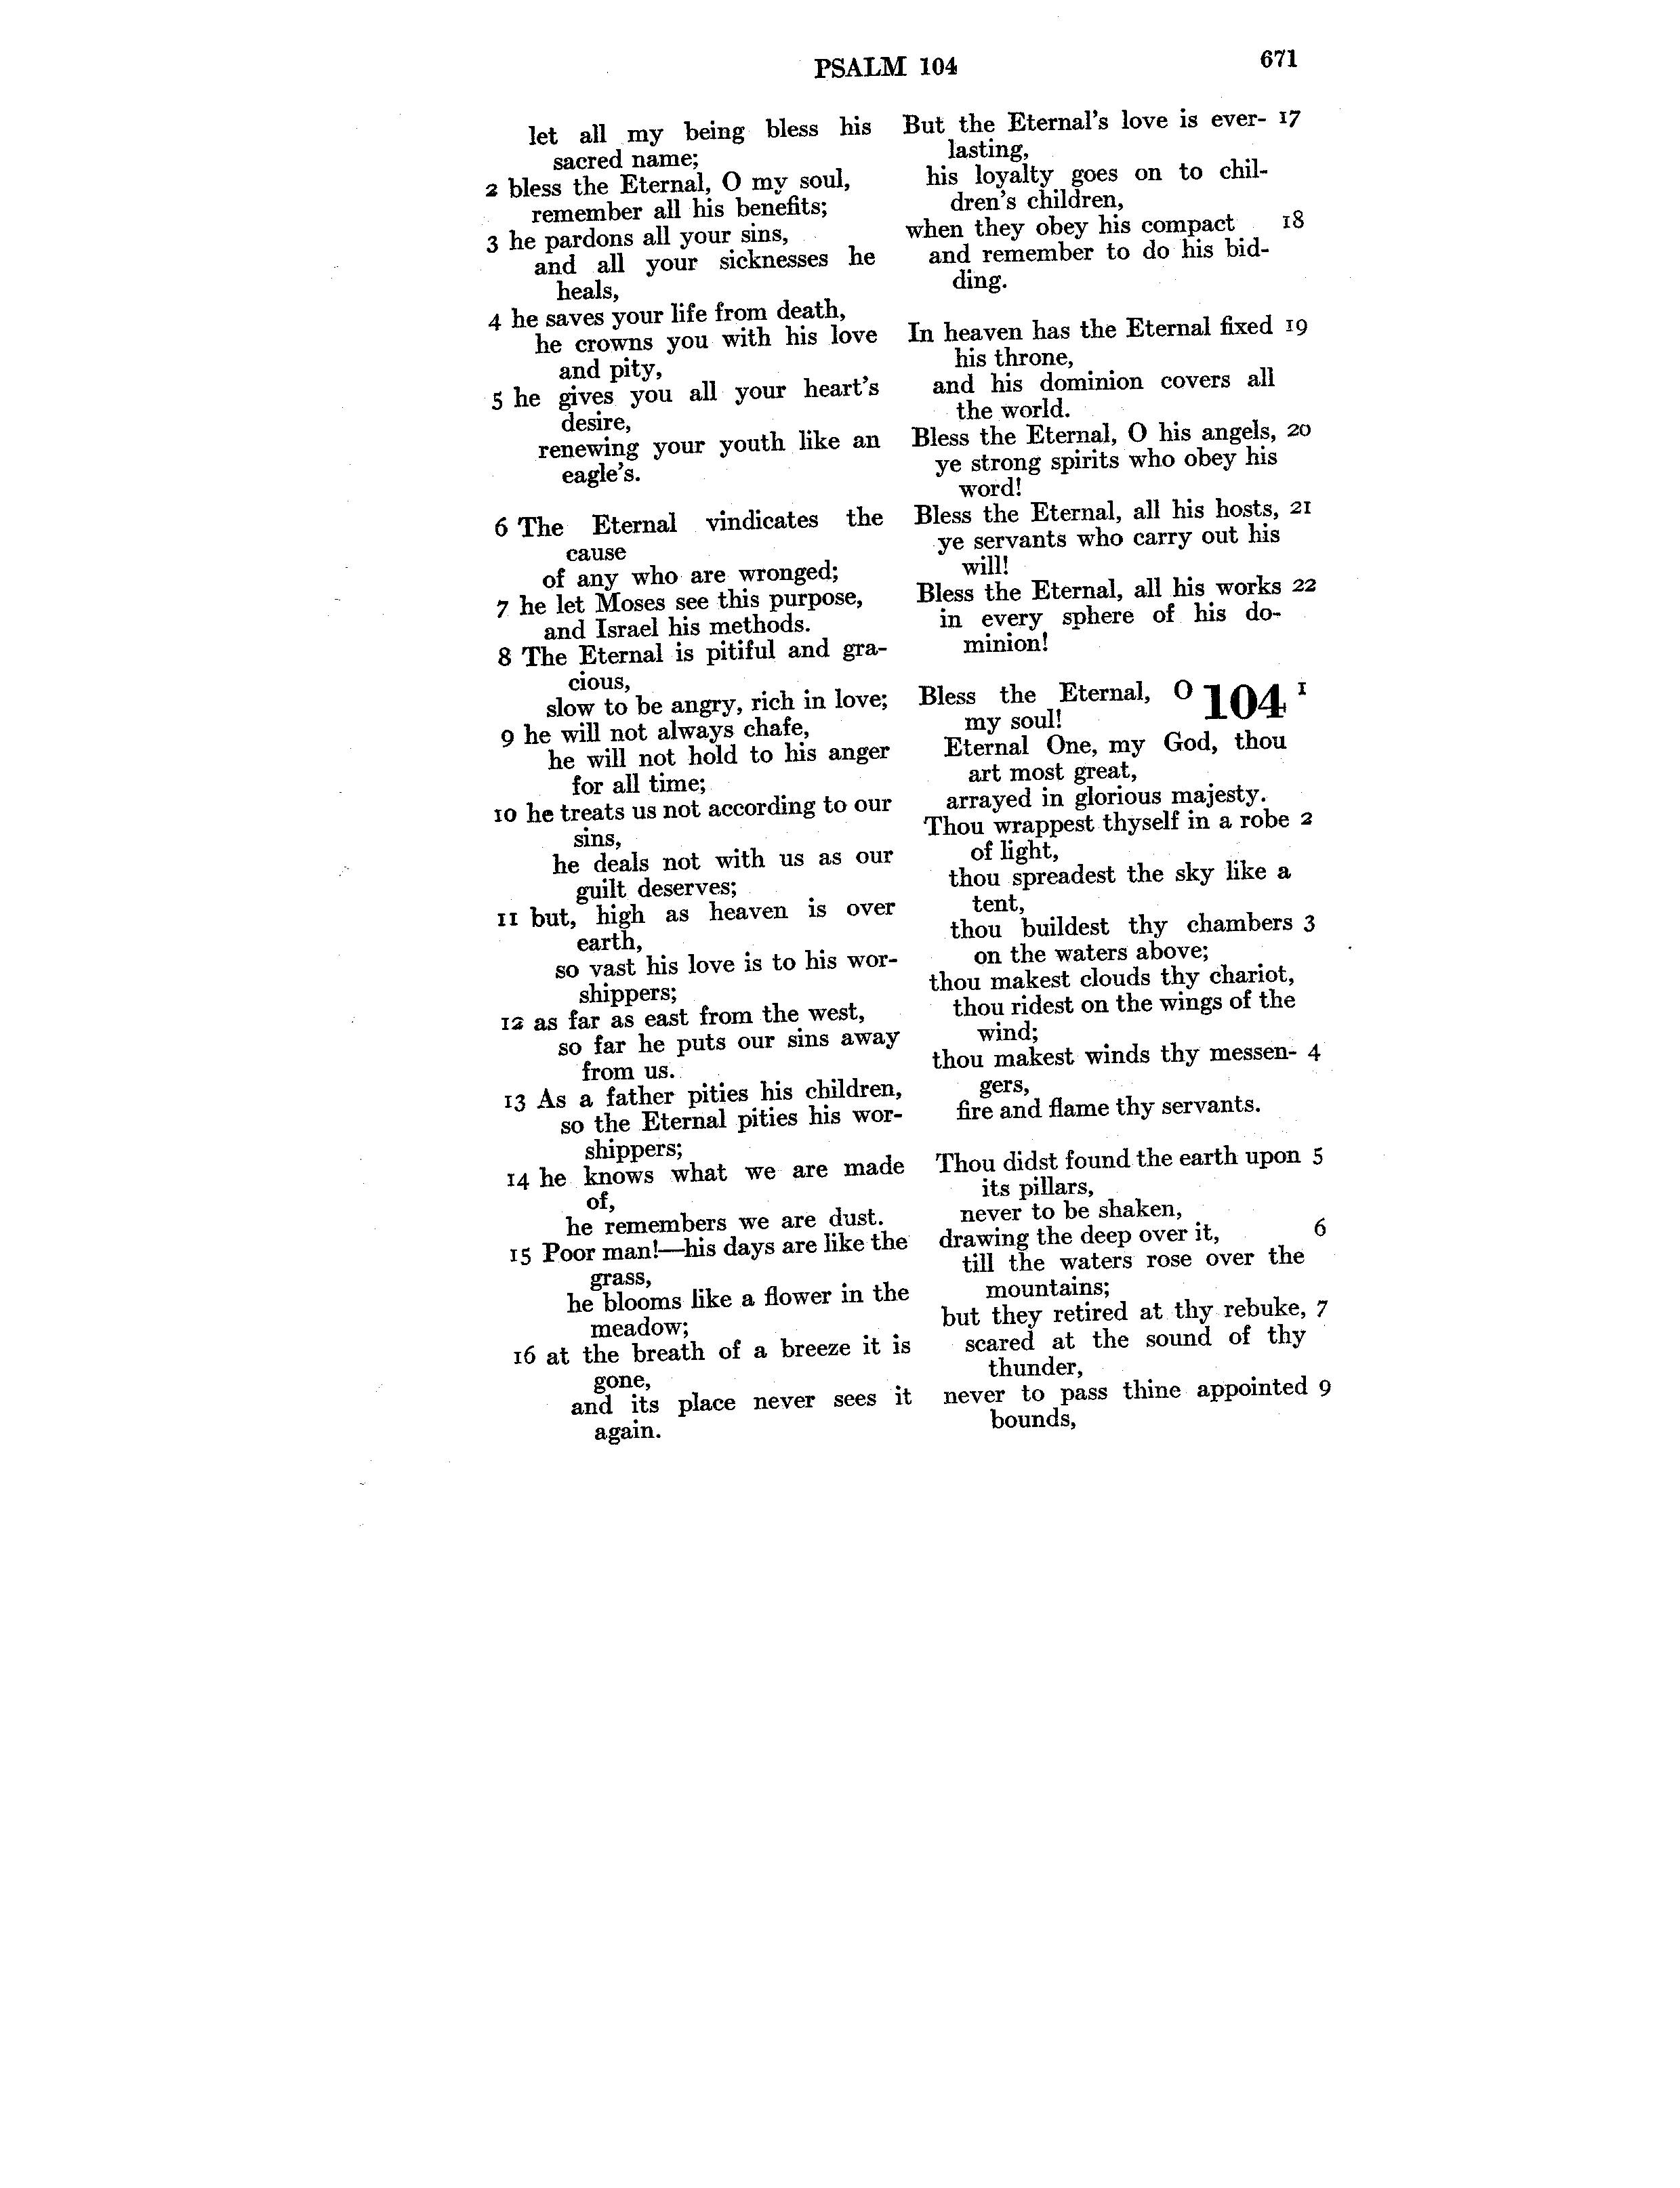 PSALM 104
671
let all my being bless his
sacred name;
2 bless the Eternal, O my soul,
remember all his benefits;
3 he pardons all your sins,
and all your sicknesses he
heals,
4 he saves your life from death,
he crowns you with his love
and pity,
5 he gives you all your heart's
desire,
renewing your youth like an
eagle's.
6 The Eternal vindicates the
cause
of any who are wronged;
7 he let Moses see this purpose,
and Israel his methods.
8 The Eternal is pitiful and gra-
cious,
slow to be angry, rich in love;
9 he will not always chafe,
he will not hold to his anger
for all time;
10 he treats us not according to our
sins,
he deals not with us as our
guilt deserves;
11 but, high as heaven is over
earth,
so vast his love is to his wor-
shippers;
12 as far as east from the west,
so far he puts our sins away
from us.
13 As a father pities his children,
so the Eternal pities his wor-
shippers;
14 he knows what we are made
of,
he remembers we are dust.
15 Poor man!—his days are like the
grass,
he blooms like a flower in the
meadow;
16 at the breath of a breeze it is
gone,
and its place never sees it
again.
But the Eternal's love is ever- 17
lasting,
his loyalty goes on to chil-
dren's children,
when they obey his compact 18
and remember to do his bid-
ding.
In heaven has the Eternal fixed 19
his throne,
and his dominion covers all
the world.
Bless the Eternal, O his angels, 20
ye strong spirits who obey his
word!
Bless the Eternal, all his hosts, 21
ye servants who carry out his
will!
Bless the Eternal, all his works 22
in every sphere of his do-
minion!
Bless the Eternal, O 104 1
my soul!
Eternal One, my God, thou
art most great,
arrayed in glorious majesty.
Thou wrappest thyself in a robe 2
of light,
thou spreadest the sky like a
tent,
thou buildest thy chambers 3
on the waters above;
thou makest clouds thy chariot,
thou ridest on the wings of the
wind;
thou makest winds thy messen- 4
gers,
fire and flame thy servants.
Thou didst found the earth upon 5
its pillars,
never to be shaken,
drawing the deep over it, 6
till the waters rose over the
mountains;
but they retired at thy rebuke, 7
scared at the sound of thy
thunder,
never to pass thine appointed 9
bounds,